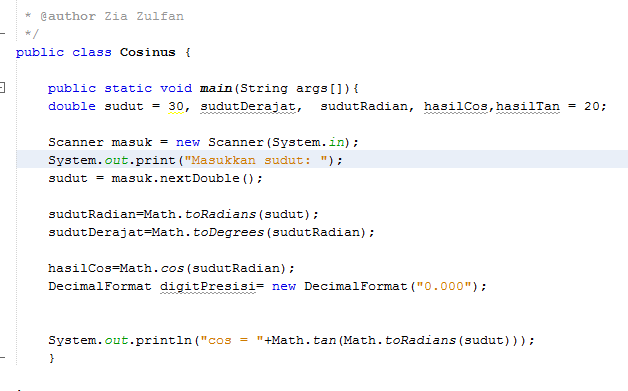 * @author Zia Zulfan
*/
public class Cosinus {
public static void main(String args[]){
double sudut = 30, sudutDerajat,  sudutRadian, hasilCos,hasilTan = 20;
Scanner masuk = new Scanner(System.in);
System.out.print("Masukkan sudut: ");
sudut = masuk.nextDouble();
sudutRadian=Math.toRadians(sudut);
sudutDerajat=Math.toDegrees(sudutRadian);
hasilCos=Math.cos(sudutRadian);
DecimalFormat digitPresisi= new DecimalFormat("0.000");
System.out.println("cos = "+Math.tan(Math.toRadians(sudut)));
}